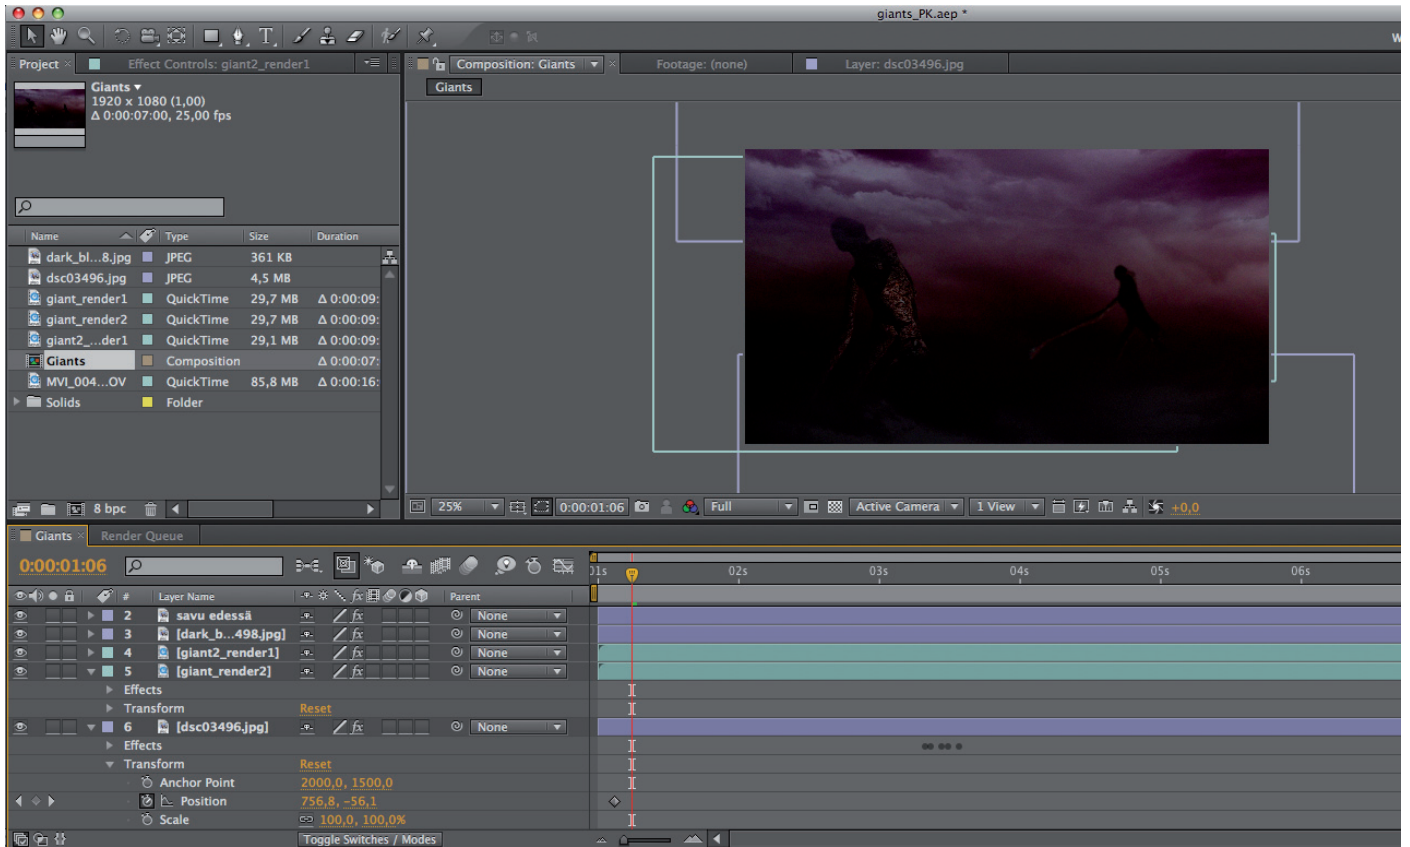 giants_PK.aep *
W
Project × Effect Controls: giant2_render1
Composition: Giants × Footage: (none) Layer: dsc03496.jpg
Giants
Giants
1920 x 1080 (1,00)
Δ 0:00:07:00, 25,00 fps
Name # Type Size Duration
dark_bl...8.jpg JPEG 361 KB
dsc03496.jpg JPEG 4,5 MB
giant_render1 QuickTime 29,7 MB Δ 0:00:09:
giant_render2 QuickTime 29,7 MB Δ 0:00:09:
giant2_...der1 QuickTime 29,1 MB Δ 0:00:09:
Giants Composition Δ 0:00:07:
MVI_004...OV QuickTime 85,8 MB Δ 0:00:16:
Solids Folder
8 bpc
25% 0:00:01:06 Full Active Camera 1 View +0,0
Giants × Render Queue
0:00:01:06
01s 02s 03s 04s 05s 06s
# Layer Name fx Parent
2 savu edessä fx None
3 [dark_b...498.jpg] fx None
4 [giant2_render1] fx None
5 [giant_render2] fx None
Effects
Transform Reset
6 [dsc03496.jpg] fx None
Effects
Transform Reset
Anchor Point 2000,0, 1500,0
Position 756,8, -56,1
Scale 100,0, 100,0%
Toggle Switches / Modes